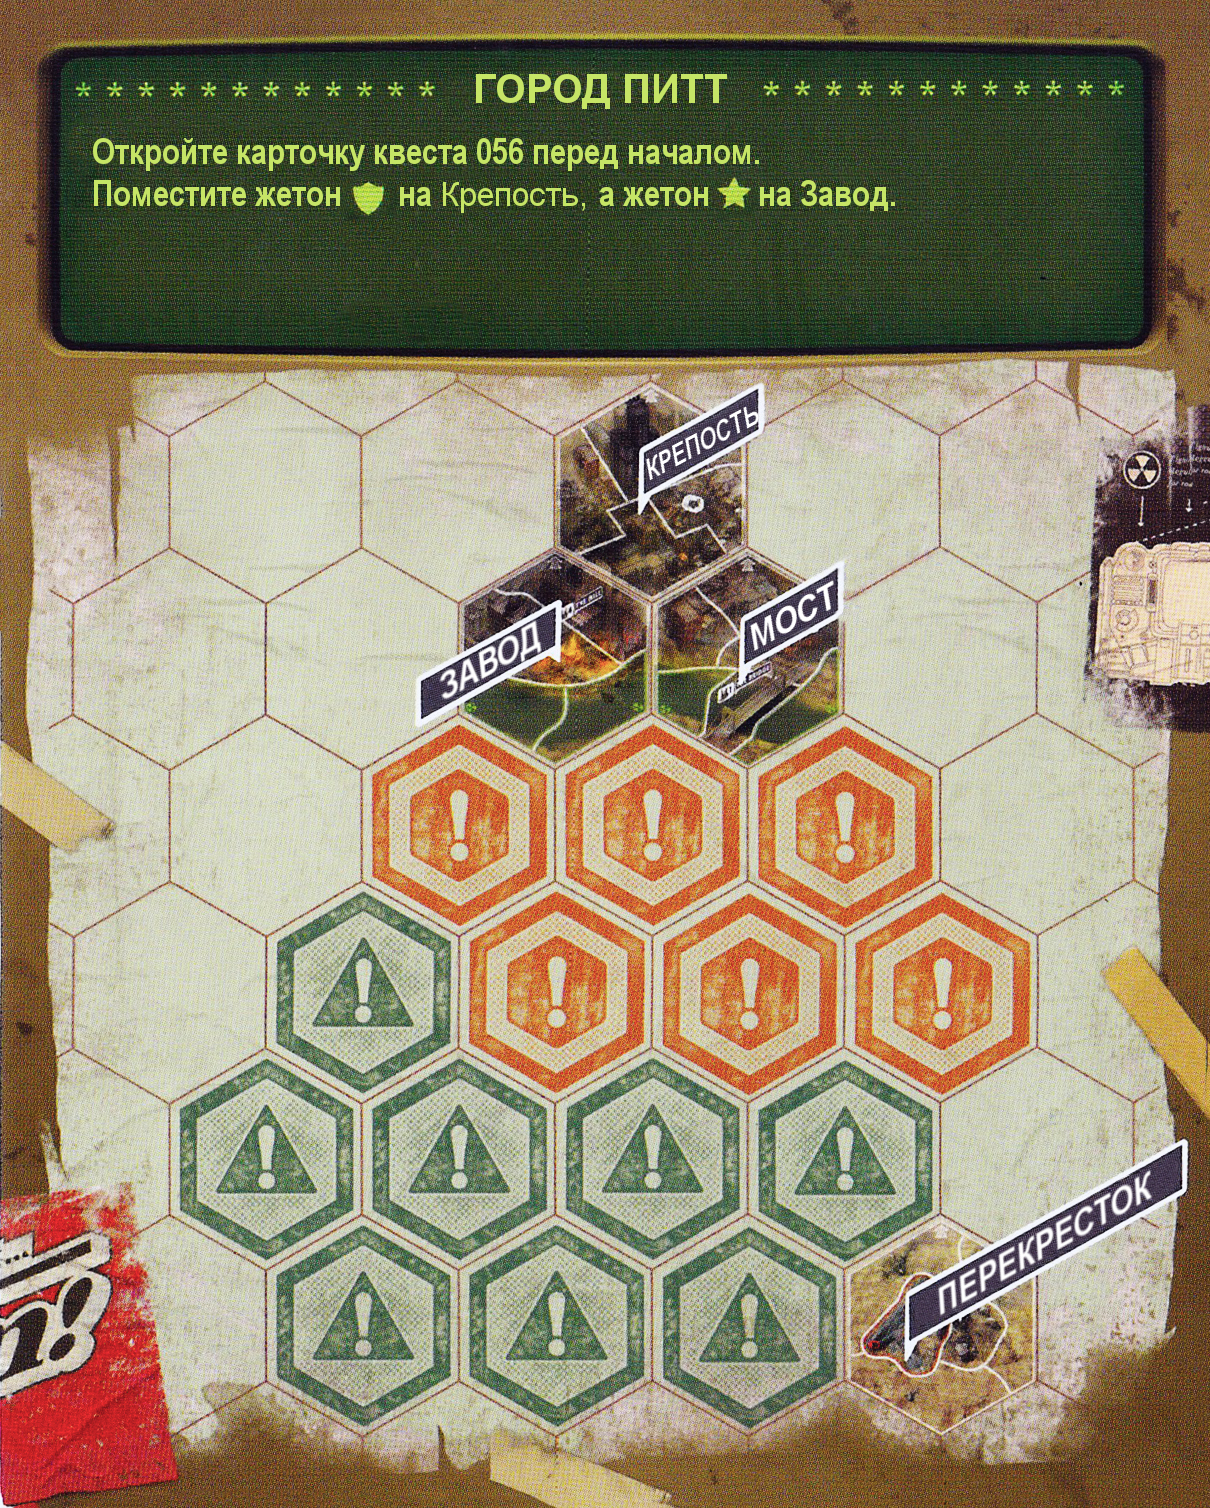 * * * * * * * * * * * * ГОРОД ПИТТ * * * * * * * * * * * *
Откройте карточку квеста 056 перед началом.
Поместите жетон на Крепость, а жетон на Завод.
КРЕПОСТЬ
МОСТ
ЗАВОД
! ! !
! ! ! !
! ! ! !
ПЕРЕКРЕСТОК
! ! !